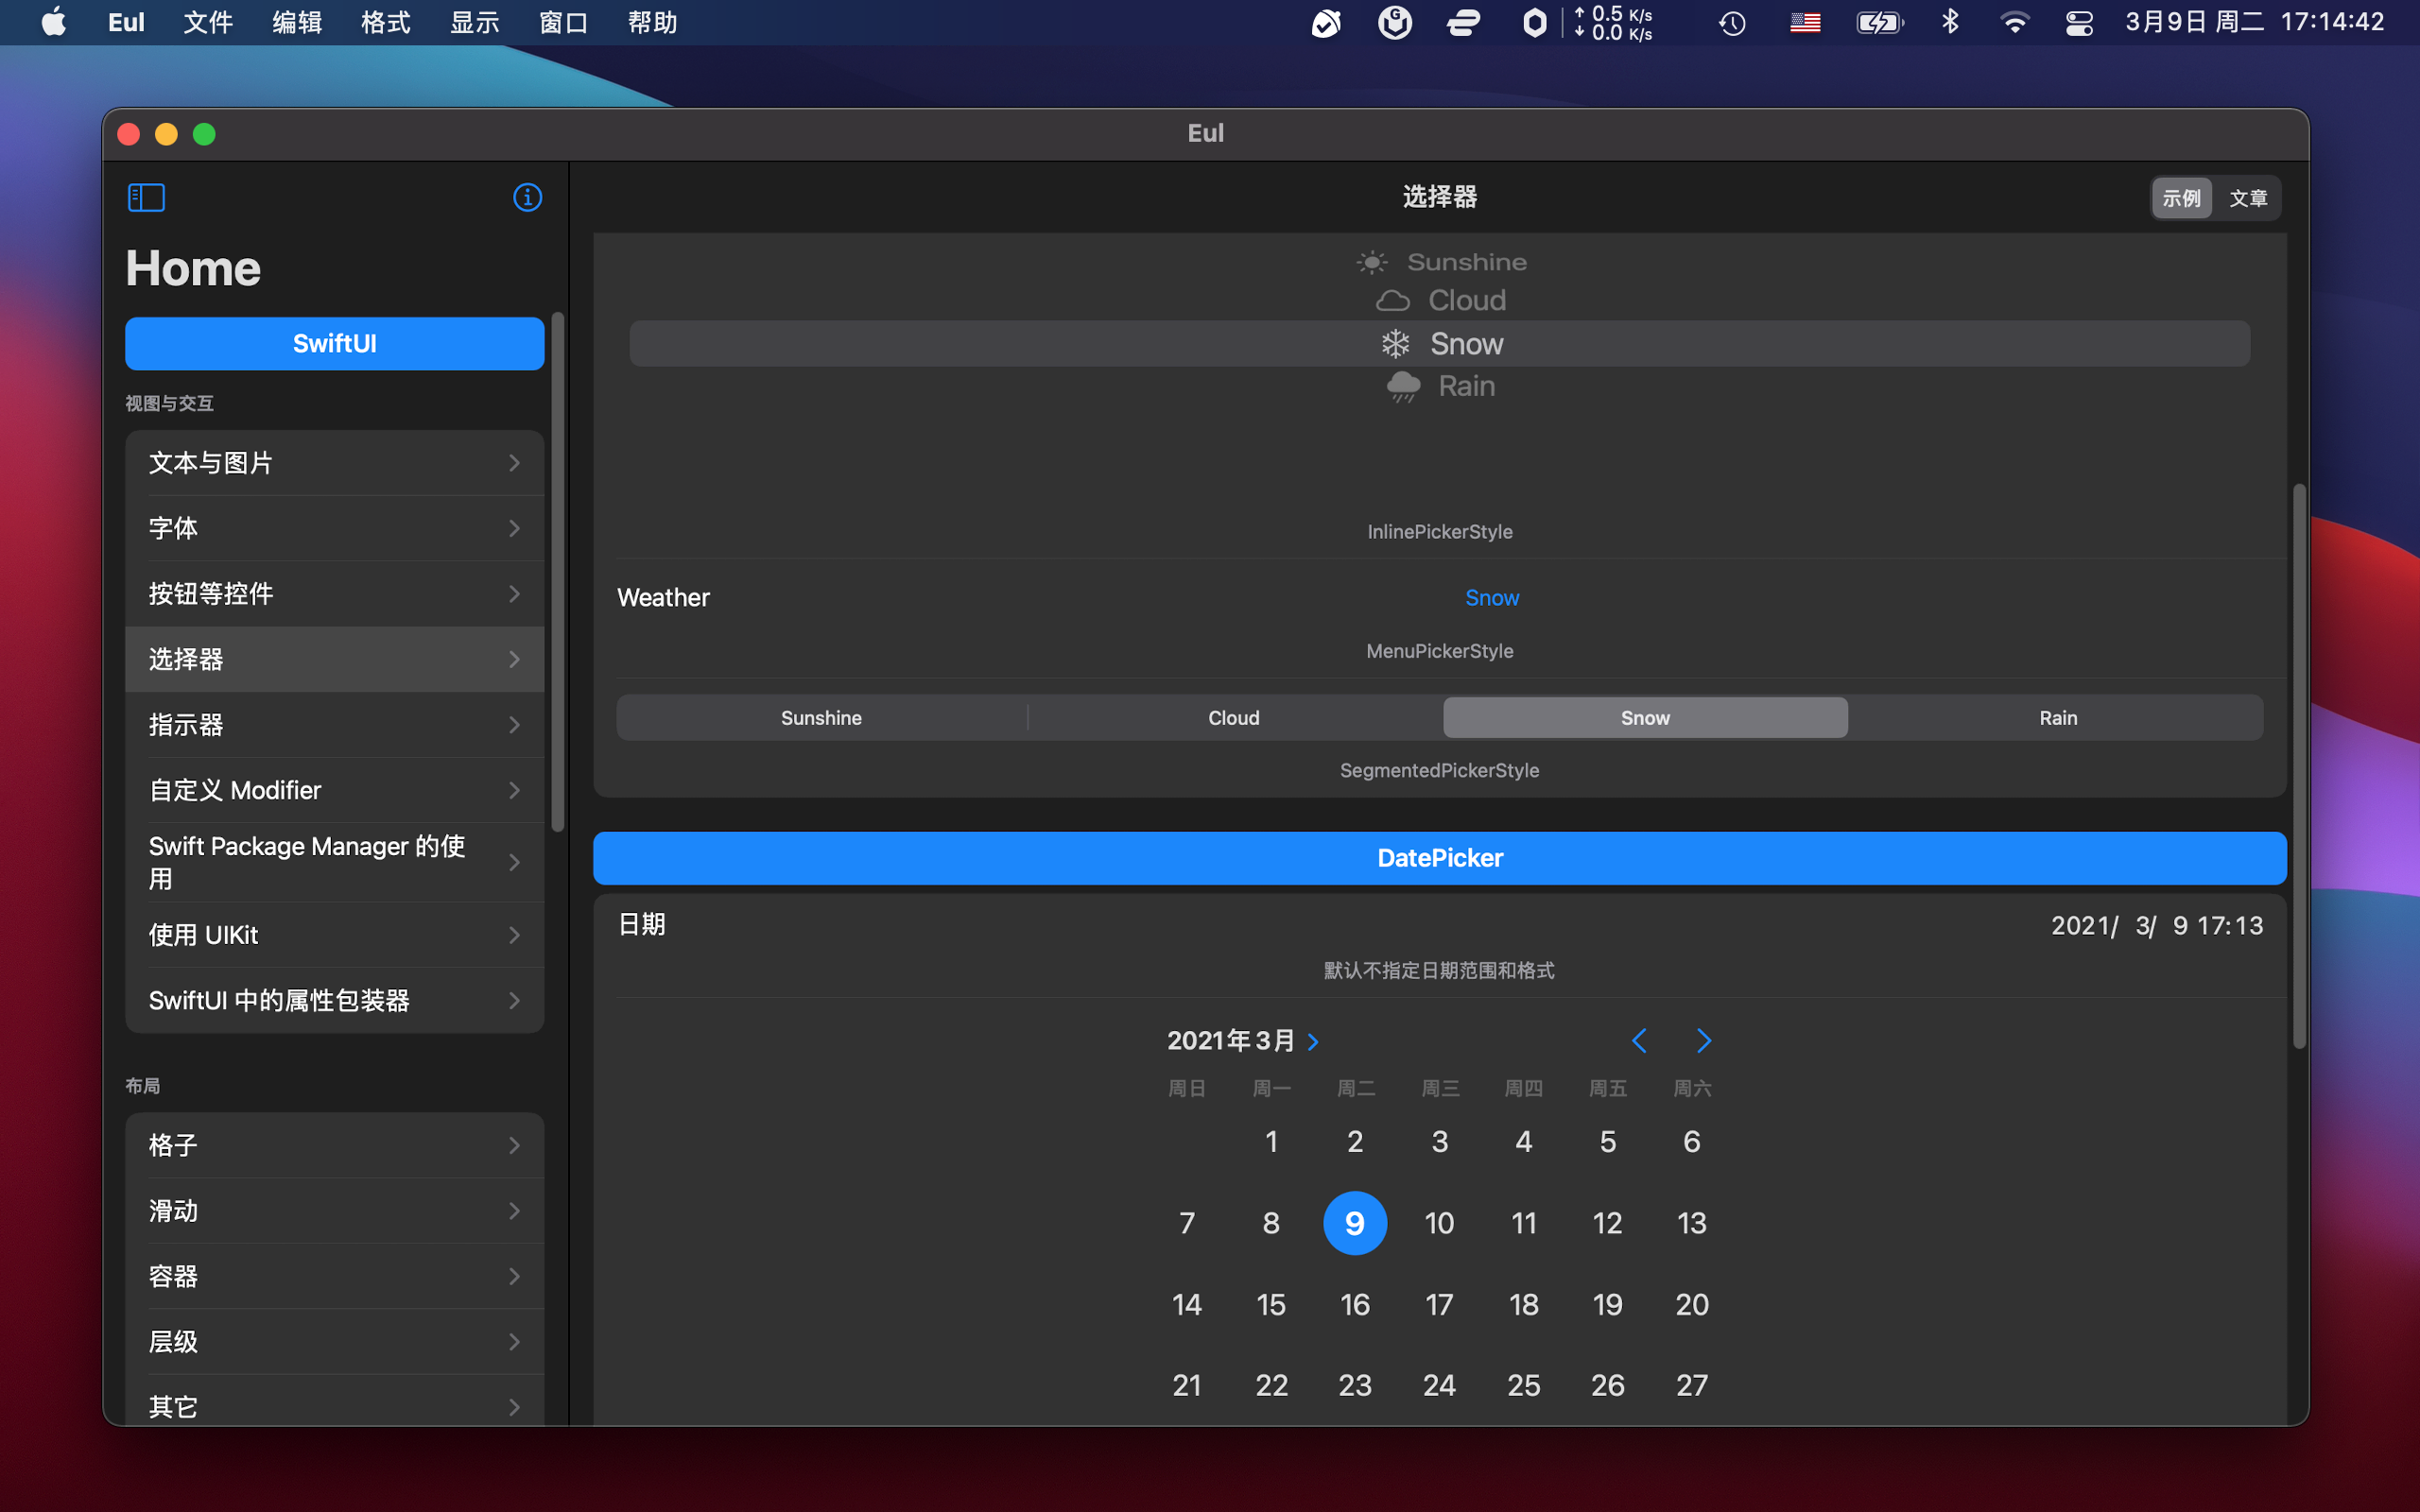 Eul 文件 编辑 格式 显示 窗口 帮助
0.5 K/s
0.0 K/s
3月9日 周二 17:14:42
Eul
Home
SwiftUI
视图与交互
文本与图片
字体
按钮等控件
选择器
指示器
自定义 Modifier
Swift Package Manager 的使
用
使用 UIKit
SwiftUI 中的属性包装器
布局
格子
滑动
容器
层级
其它
选择器
示例 文章
Sunshine
Cloud
Snow
Rain
InlinePickerStyle
Weather Snow
MenuPickerStyle
Sunshine Cloud Snow Rain
SegmentedPickerStyle
DatePicker
日期 2021/ 3/ 9 17:13
默认不指定日期范围和格式
2021年 3月
周日 周一 周二 周三 周四 周五 周六
1 2 3 4 5 6
7 8 9 10 11 12 13
14 15 16 17 18 19 20
21 22 23 24 25 26 27